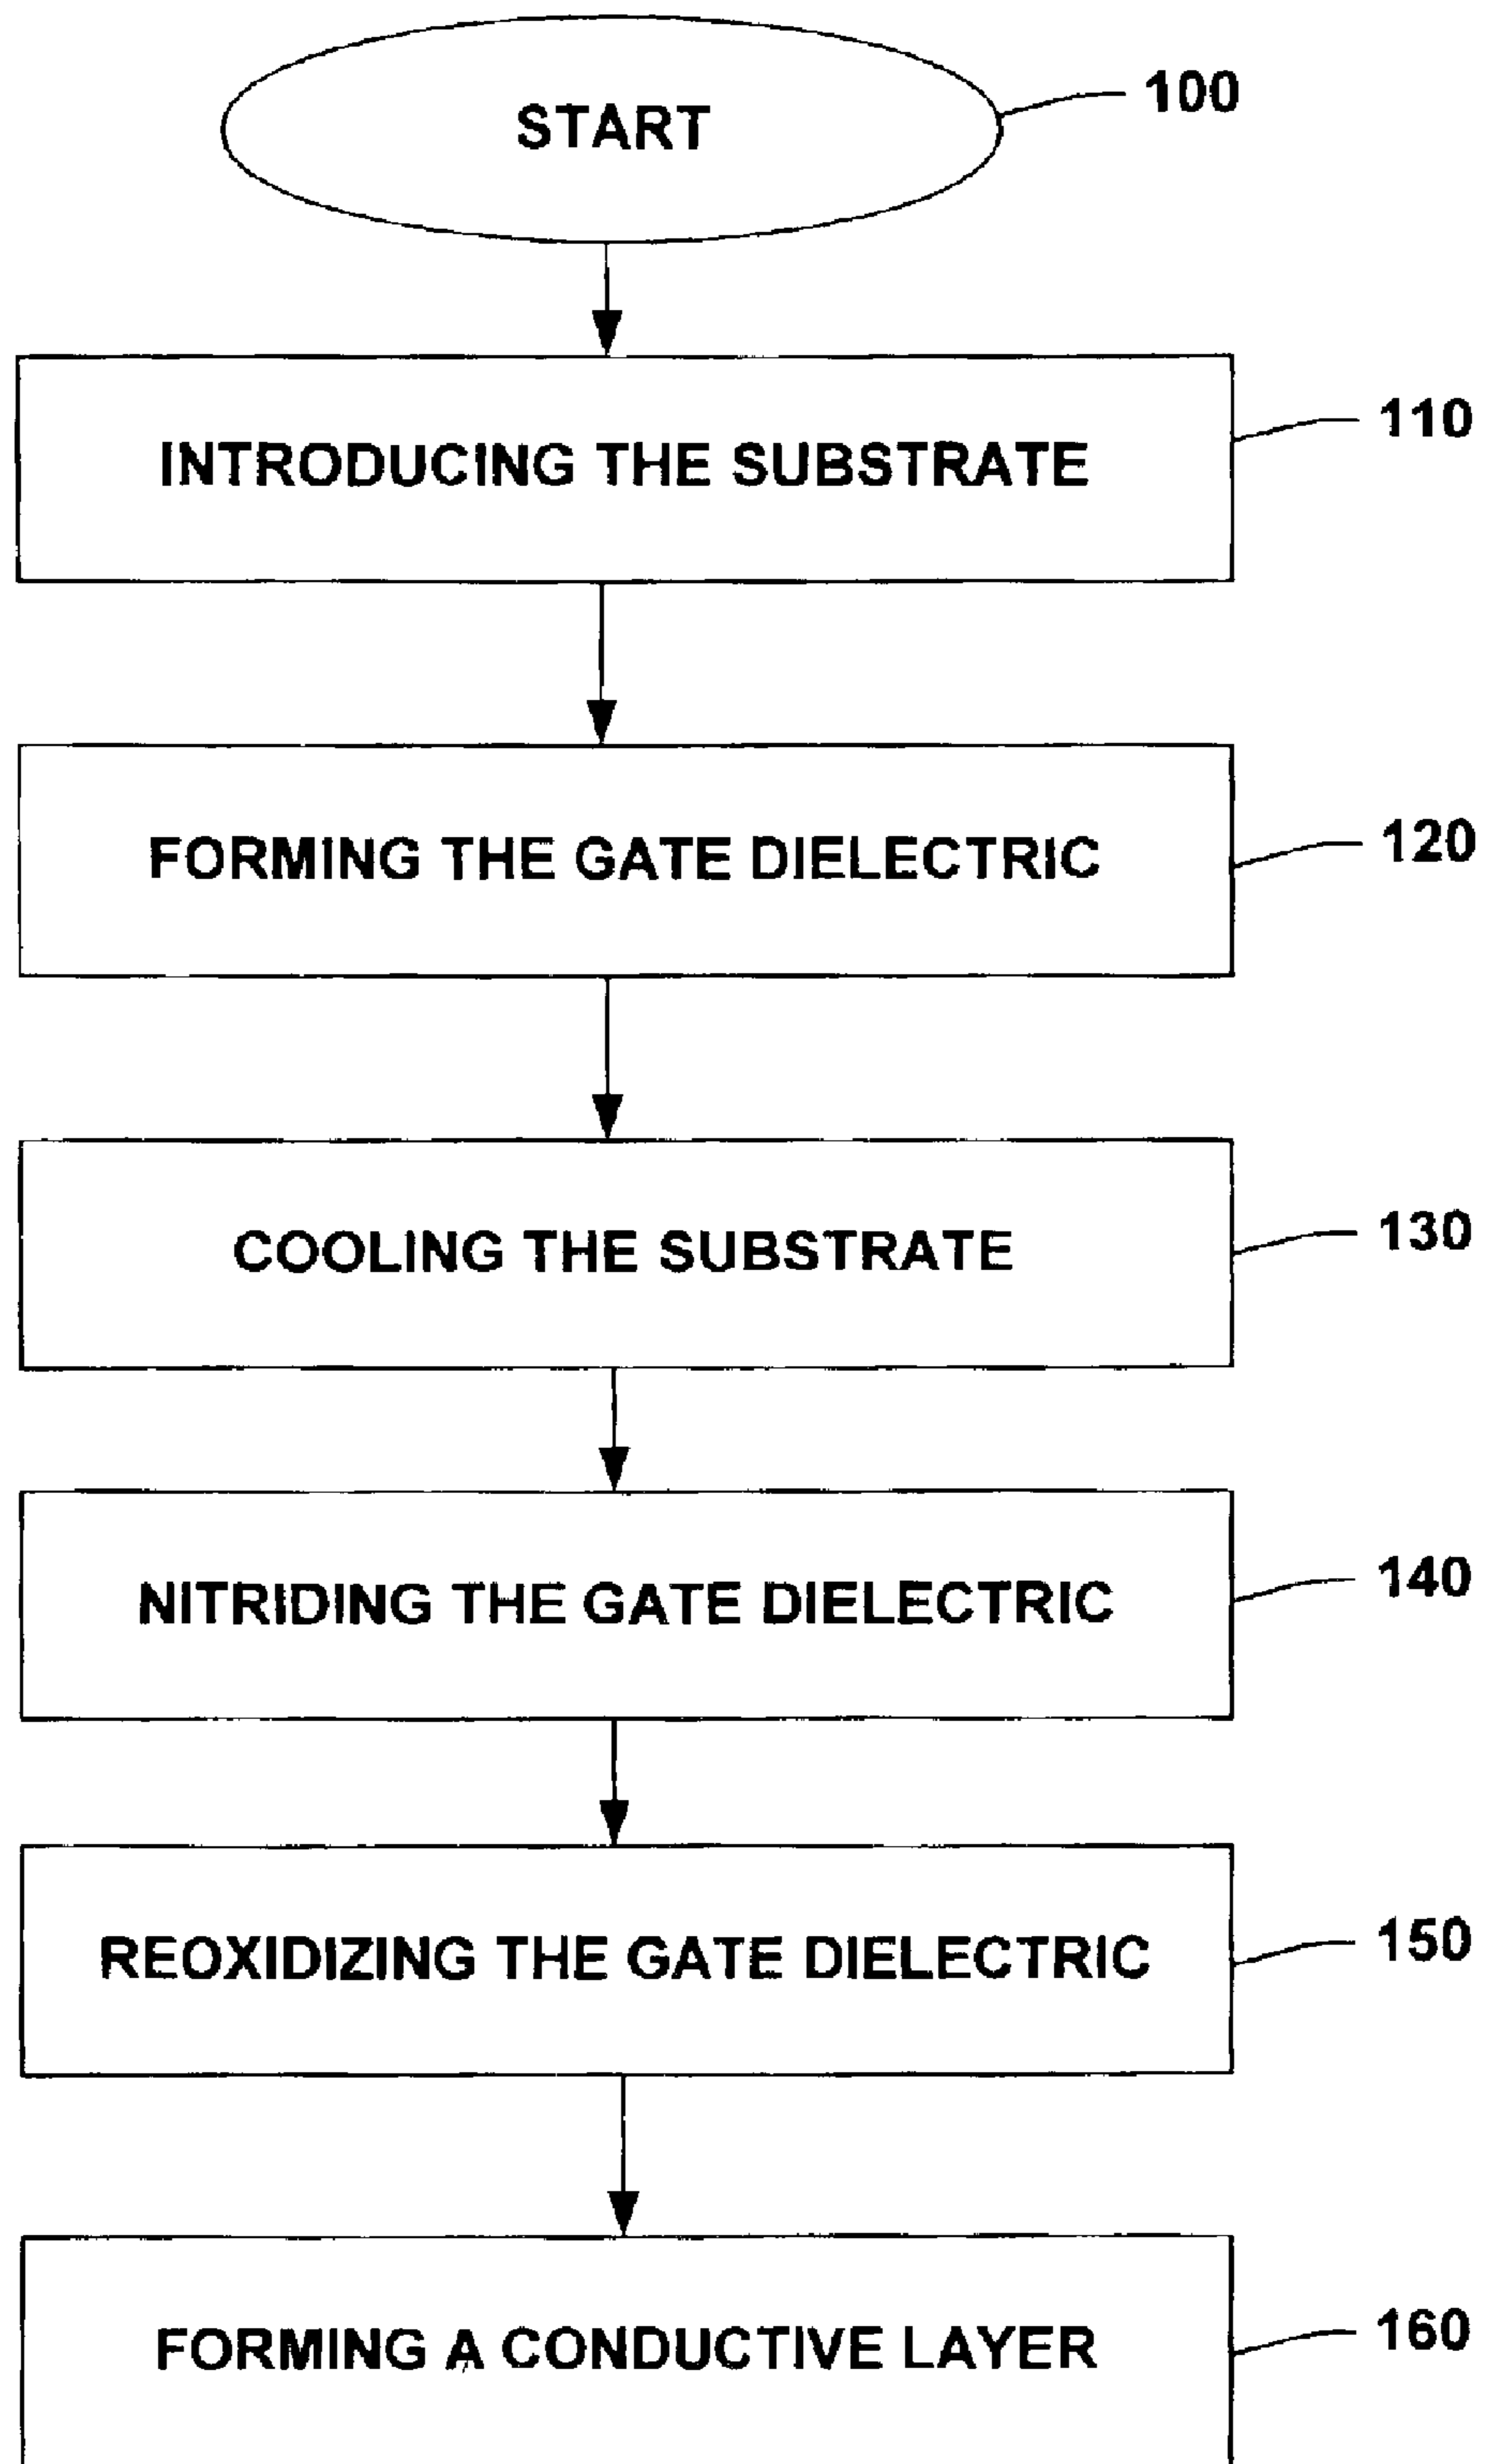 START
100
INTRODUCING THE SUBSTRATE
110
FORMING THE GATE DIELECTRIC
120
COOLING THE SUBSTRATE
130
NITRIDING THE GATE DIELECTRIC
140
REOXIDIZING THE GATE DIELECTRIC
150
FORMING A CONDUCTIVE LAYER
160